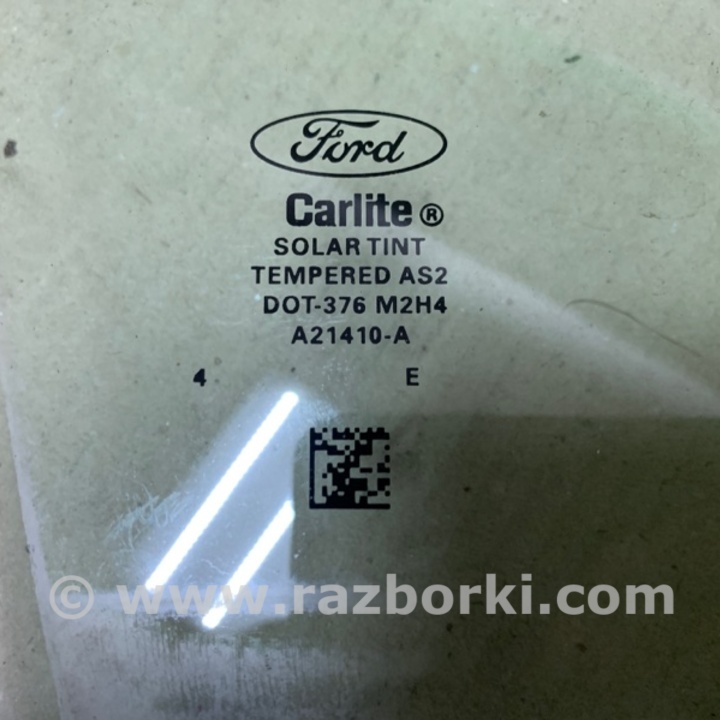 Ford
Carlite ®
SOLAR TINT
TEMPERED AS2
DOT-376 M2H4
A21410-A
4 E
© www.razborki.com